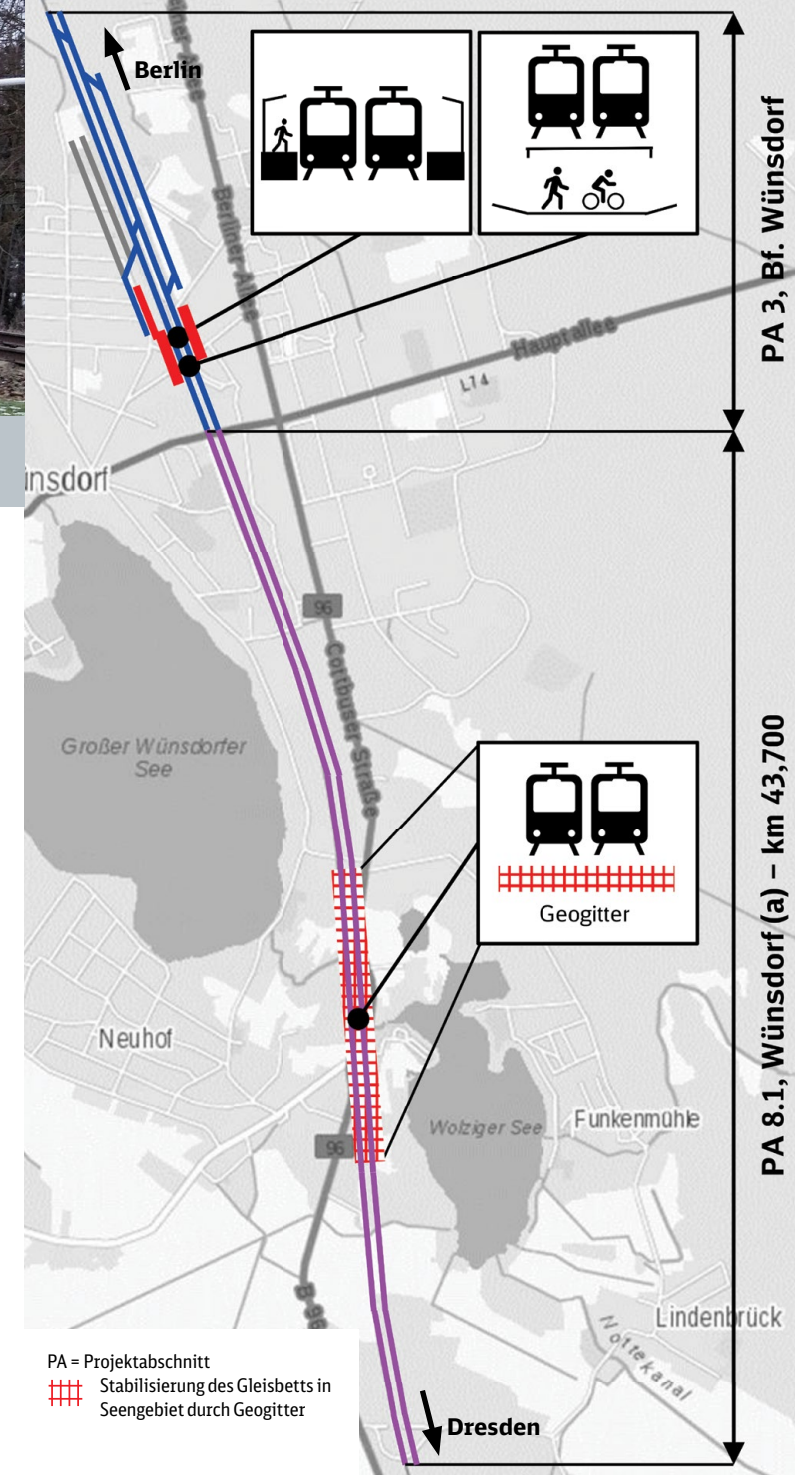 Berlin
Berliner Allee
Hauptallee
L74
PA 3, Bf. Wünsdorf
ünsdorf
96
Cottbuser Straße
Großer Wünsdorfer
See
Geogitter
PA 8.1, Wünsdorf (a) – km 43,700
Neuhof
Wolziger See
Funkenmühle
96
B 96
Lindenbrück
Nottekanal
PA = Projektabschnitt
Stabilisierung des Gleisbetts in
Seengebiet durch Geogitter
Dresden